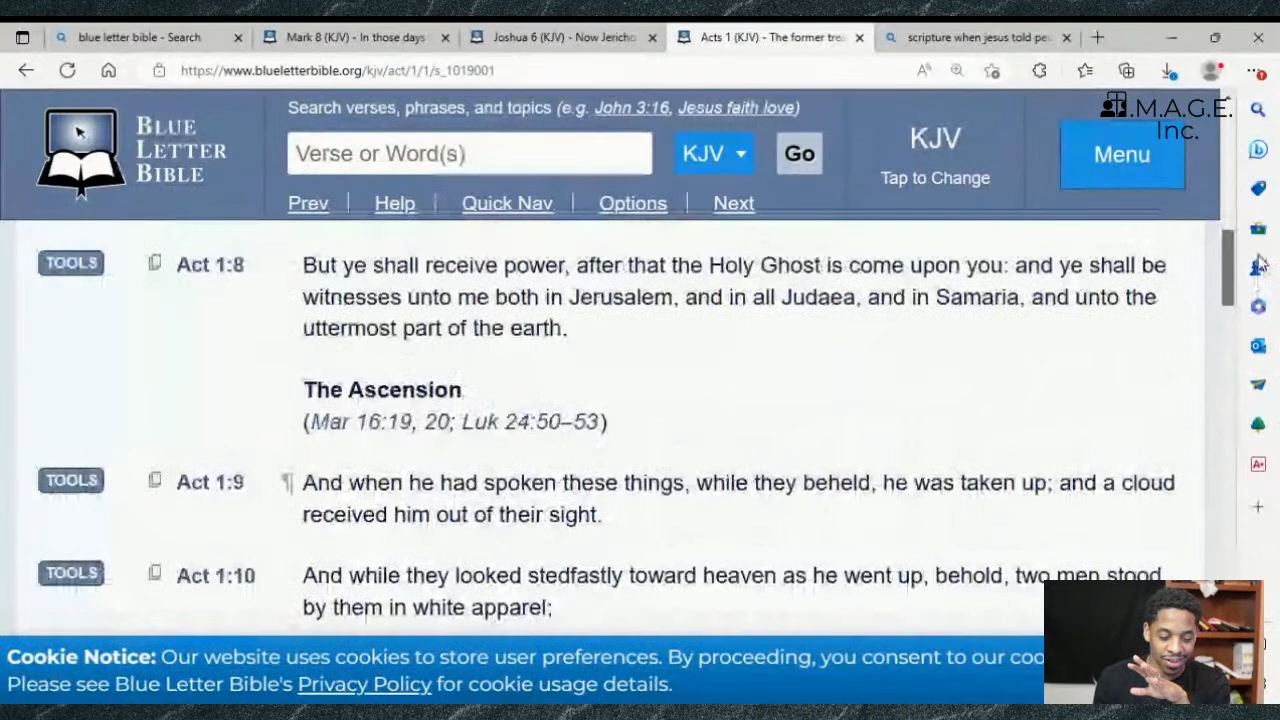 blue letter bible - Search
Mark 8 (KJV) - In those days
Joshua 6 (KJV) - Now Jericho
Acts 1 (KJV) - The former trea
scripture when jesus told pe
https://www.blueletterbible.org/kjv/act/1/1/s_1019001
Search verses, phrases, and topics (e.g. John 3:16, Jesus faith love)
BLUE
LETTER
BIBLE
Verse or Word(s)
KJV
Go
KJV
Tap to Change
.M.A.G.E.
Inc.
Menu
Prev
Help
Quick Nav
Options
Next
TOOLS
Act 1:8
But ye shall receive power, after that the Holy Ghost is come upon you: and ye shall be
witnesses unto me both in Jerusalem, and in all Judaea, and in Samaria, and unto the
uttermost part of the earth.
The Ascension
(Mar 16:19, 20; Luk 24:50–53)
TOOLS
Act 1:9
¶ And when he had spoken these things, while they beheld, he was taken up; and a cloud
received him out of their sight.
TOOLS
Act 1:10
And while they looked stedfastly toward heaven as he went up, behold, two men stood
by them in white apparel;
Cookie Notice: Our website uses cookies to store user preferences. By proceeding, you consent to our coo
Please see Blue Letter Bible's Privacy Policy for cookie usage details.